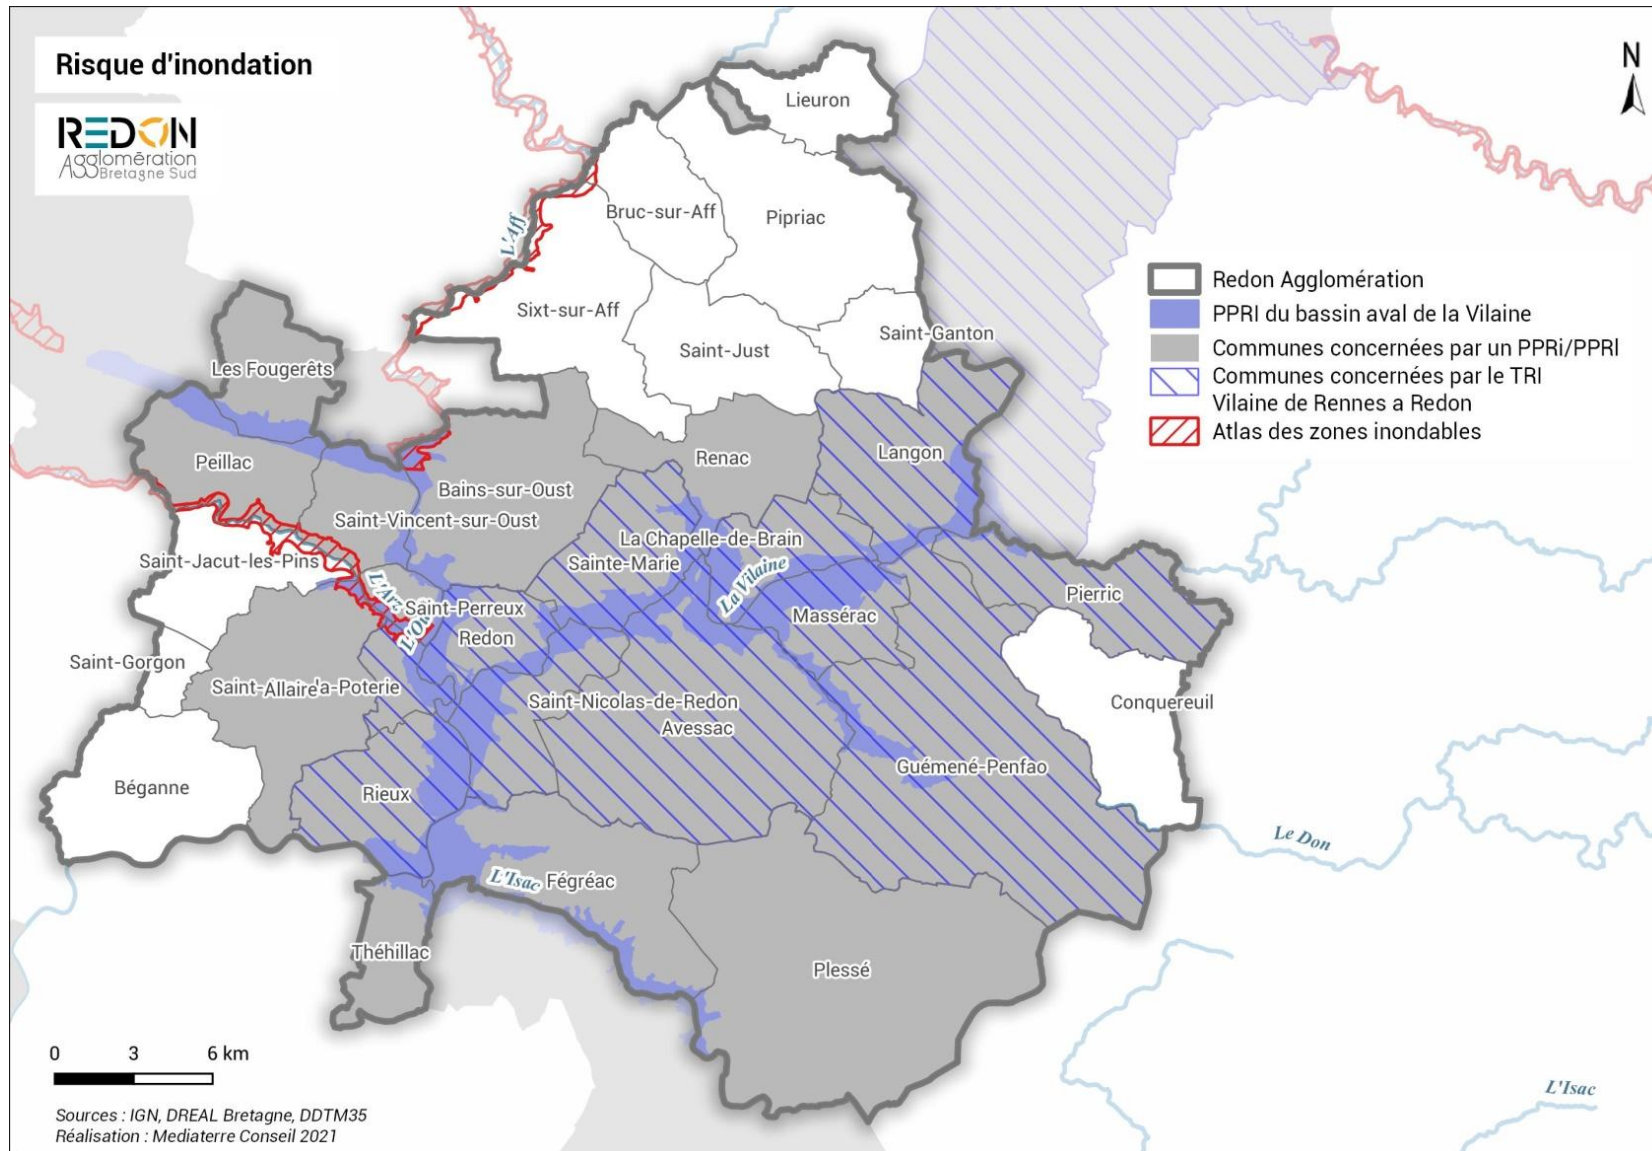 Risque d'inondation
REDON
Agglomération
Bretagne Sud
N
Lieuron
Bruc-sur-Aff
Pipriac
L'Aff
Sixt-sur-Aff
Saint-Just
Saint-Ganton
Redon Agglomération
PPRI du bassin aval de la Vilaine
Communes concernées par un PPRi/PPRl
Communes concernées par le TRI
Vilaine de Rennes a Redon
Atlas des zones inondables
Les Fougerêts
Peillac
Bains-sur-Oust
Renac
Langon
Saint-Vincent-sur-Oust
La Chapelle-de-Brain
Sainte-Marie
Saint-Jacut-les-Pins
La Vilaine
Pierric
L'Arz
Saint-Perreux
Massérac
Redon
Saint-Gorgon
Saint-
a-Poterie
Saint-Nicolas-de-Redon
Avessac
Conquereuil
Guémené-Penfao
Béganne
Rieux
Le Don
L'Isac
Fégréac
Théhillac
Plessé
0 3 6 km
L'Isac
Sources : IGN, DREAL Bretagne, DDTM35
Réalisation : Mediaterre Conseil 2021